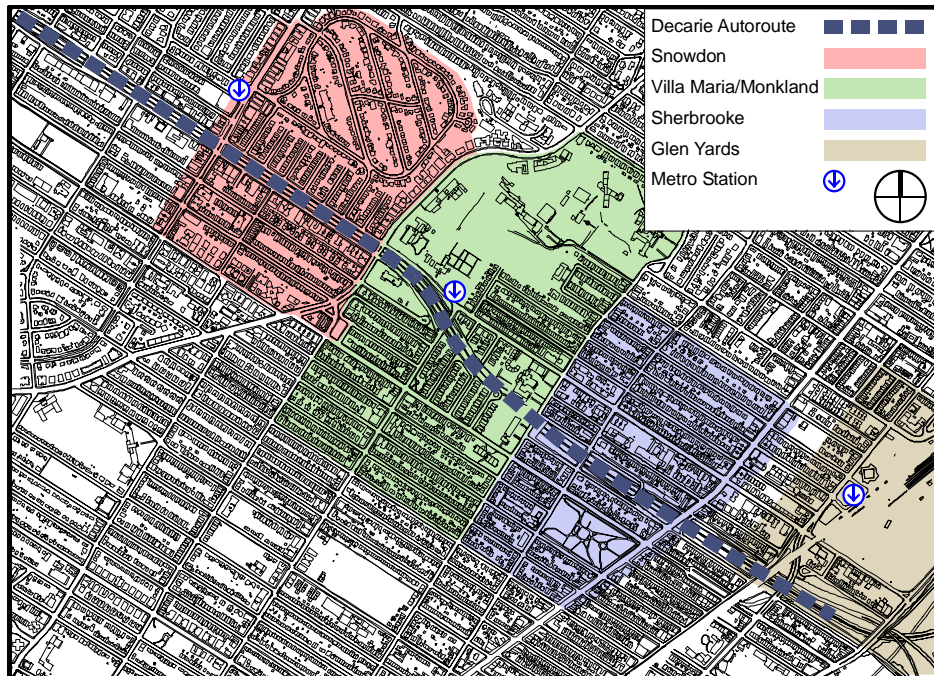 Decarie Autoroute
Snowdon
Villa Maria/Monkland
Sherbrooke
Glen Yards
Metro Station